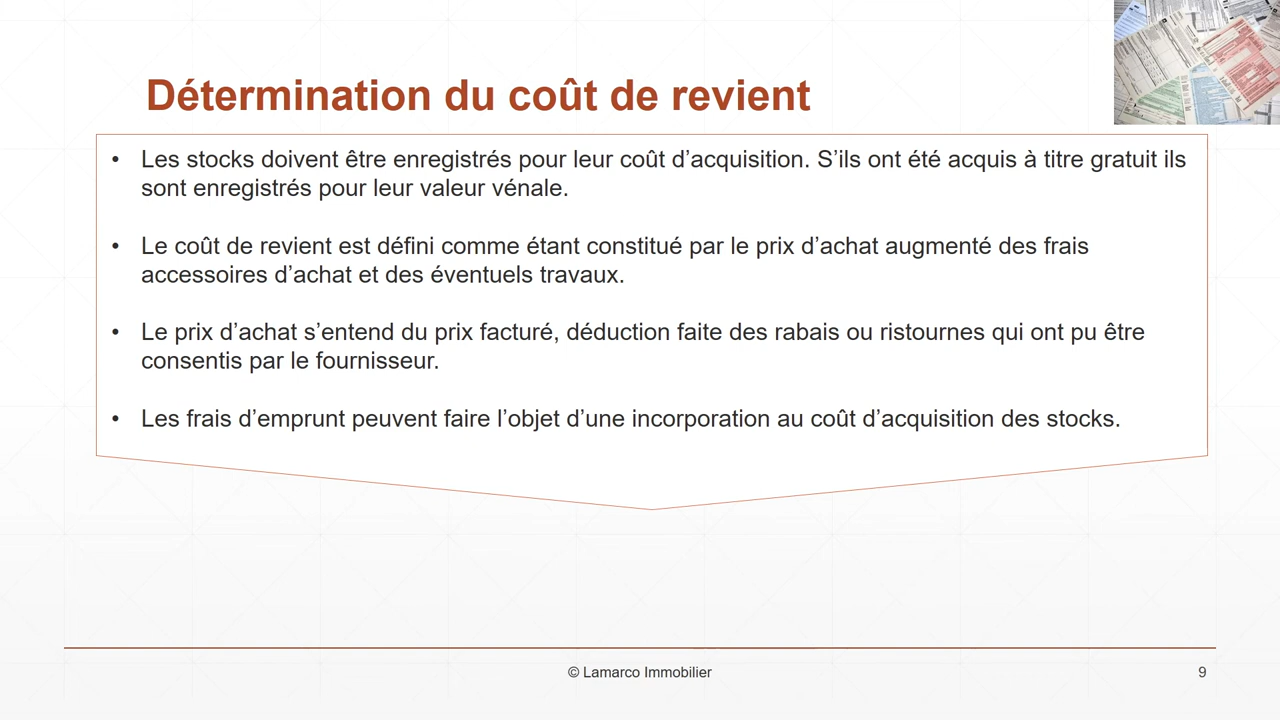 Détermination du coût de revient
• Les stocks doivent être enregistrés pour leur coût d’acquisition. S’ils ont été acquis à titre gratuit ils
sont enregistrés pour leur valeur vénale.
• Le coût de revient est défini comme étant constitué par le prix d’achat augmenté des frais
accessoires d’achat et des éventuels travaux.
• Le prix d’achat s’entend du prix facturé, déduction faite des rabais ou ristournes qui ont pu être
consentis par le fournisseur.
• Les frais d’emprunt peuvent faire l’objet d’une incorporation au coût d’acquisition des stocks.
© Lamarco Immobilier
9